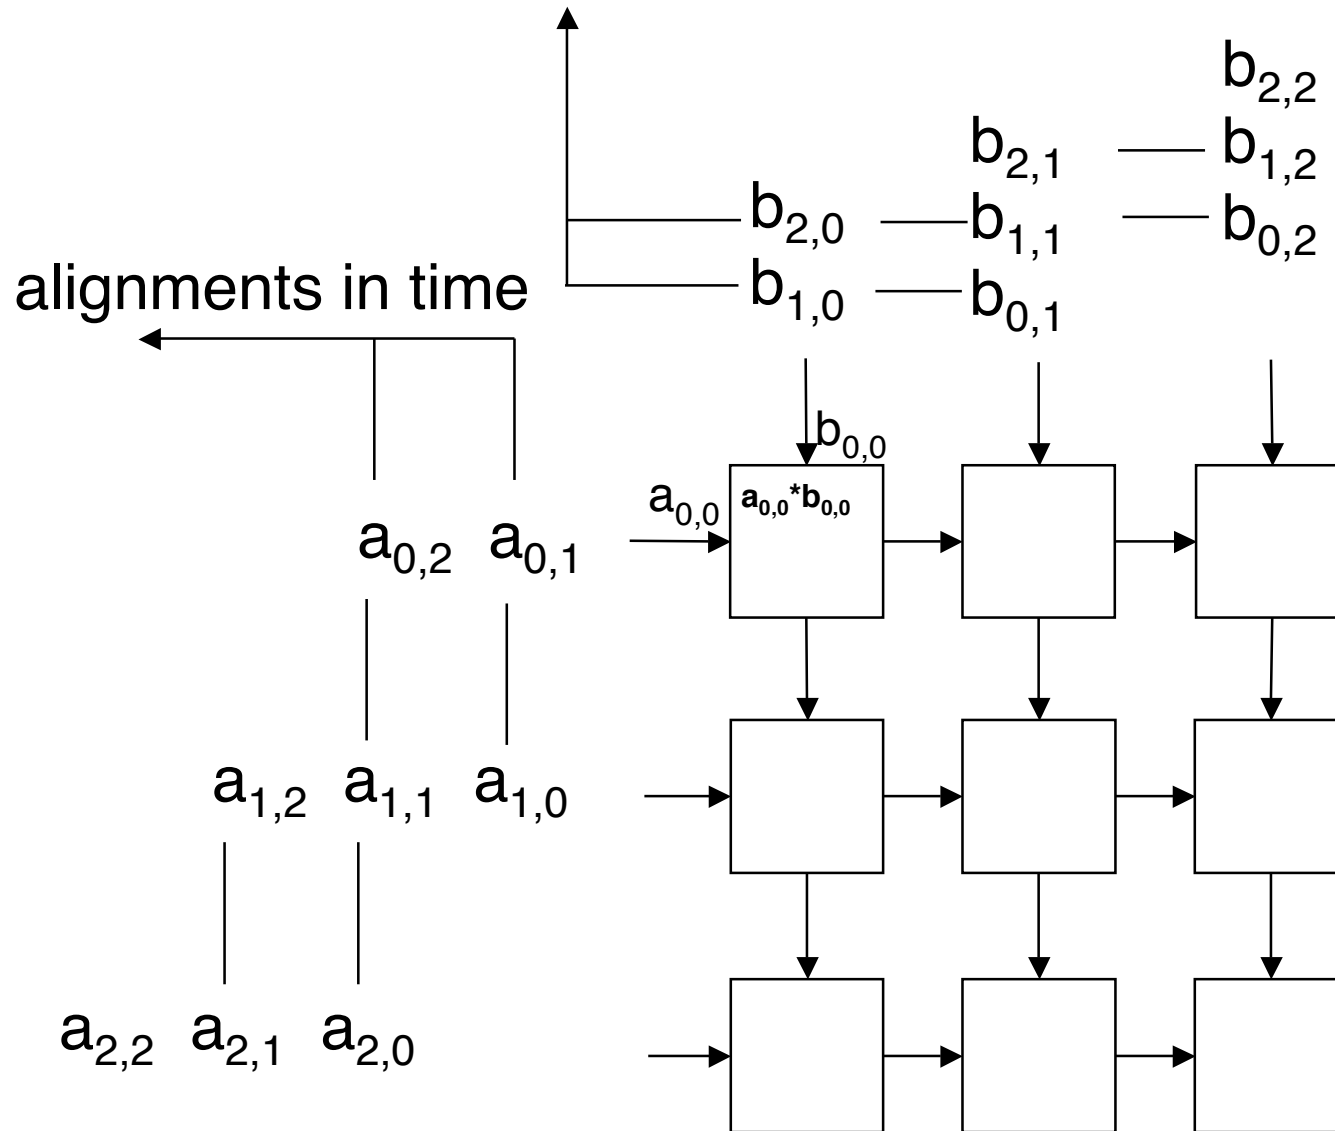 b2,2
b2,1 b1,2
b2,0 b1,1 b0,2
alignments in time b1,0 b0,1
b0,0
a0,0 a0,0*b0,0
a0,2 a0,1
a1,2 a1,1 a1,0
a2,2 a2,1 a2,0